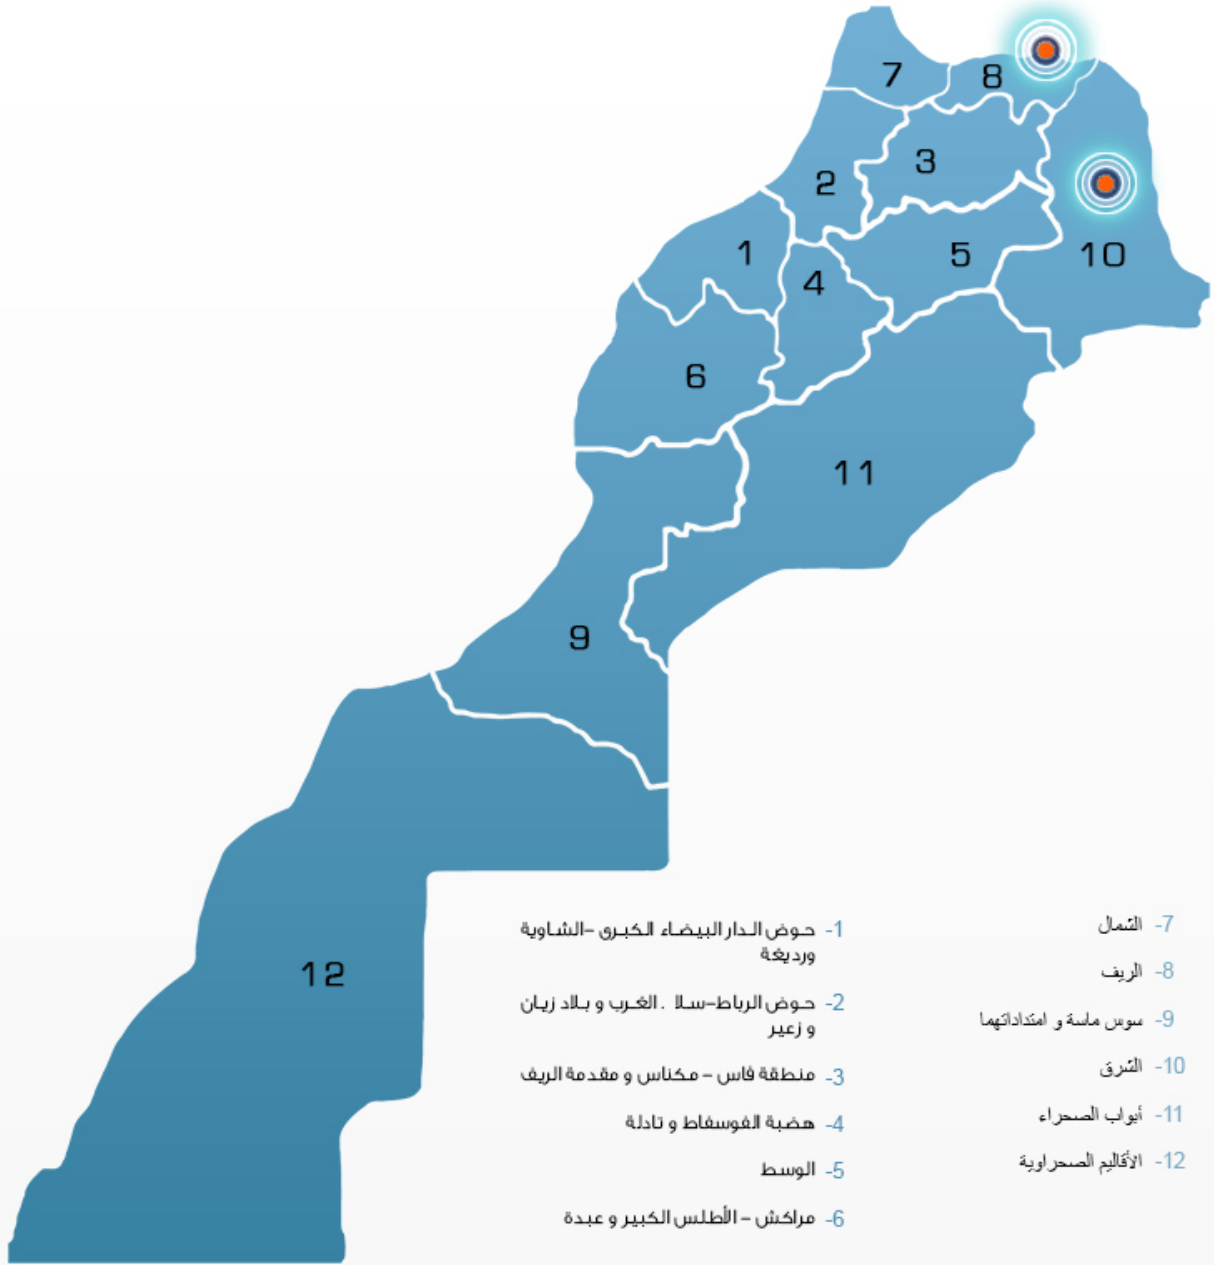 7
8
3
2
10
5
1
4
6
11
9
12
7- الشمال
8- الريف
9- سوس ماسة و امتداداتهما
10- الشرق
11- أبواب الصحراء
12- الأقاليم الصحراوية
1- حوض الدار البيضاء الكبرى -الشاوية
ورديغة
2- حوض الرباط-سلا . الغرب و بلاد زيان
و زعير
3- منطقة فاس - مكناس و مقدمة الريف
4- هضبة الفوسفاط و تادلة
5- الوسط
6- مراكش - الأطلس الكبير و عبدة